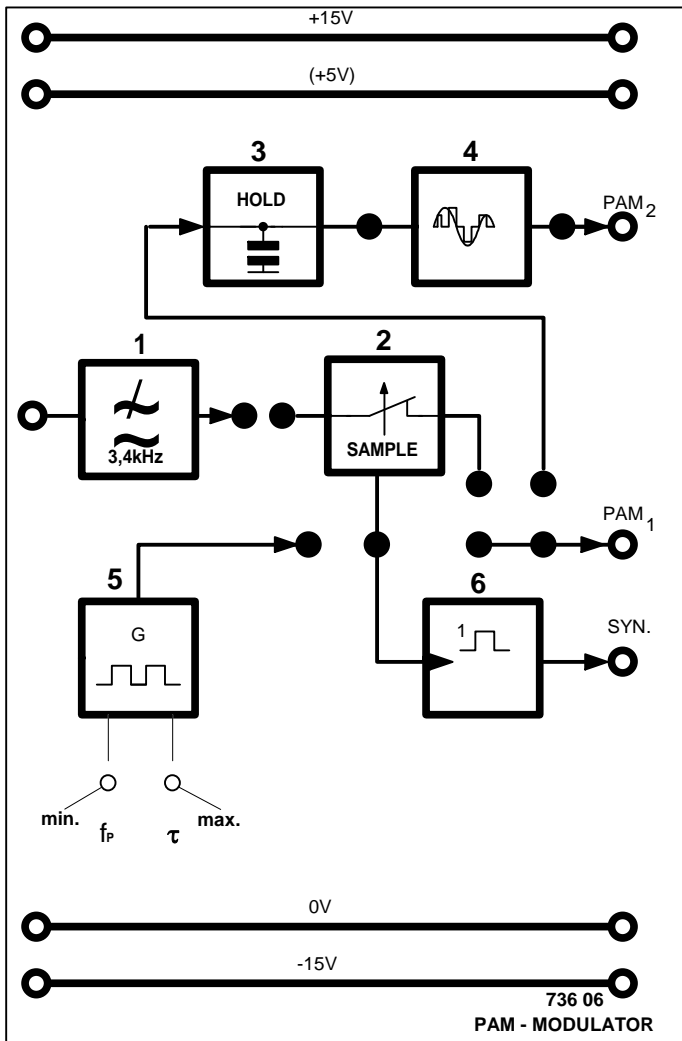 +15V
(+5V)
3 4
HOLD
PAM2
1 2
3,4kHz
SAMPLE
PAM1
5 6
G
1
SYN.
min. fP τ max.
0V
-15V
736 06
PAM - MODULATOR